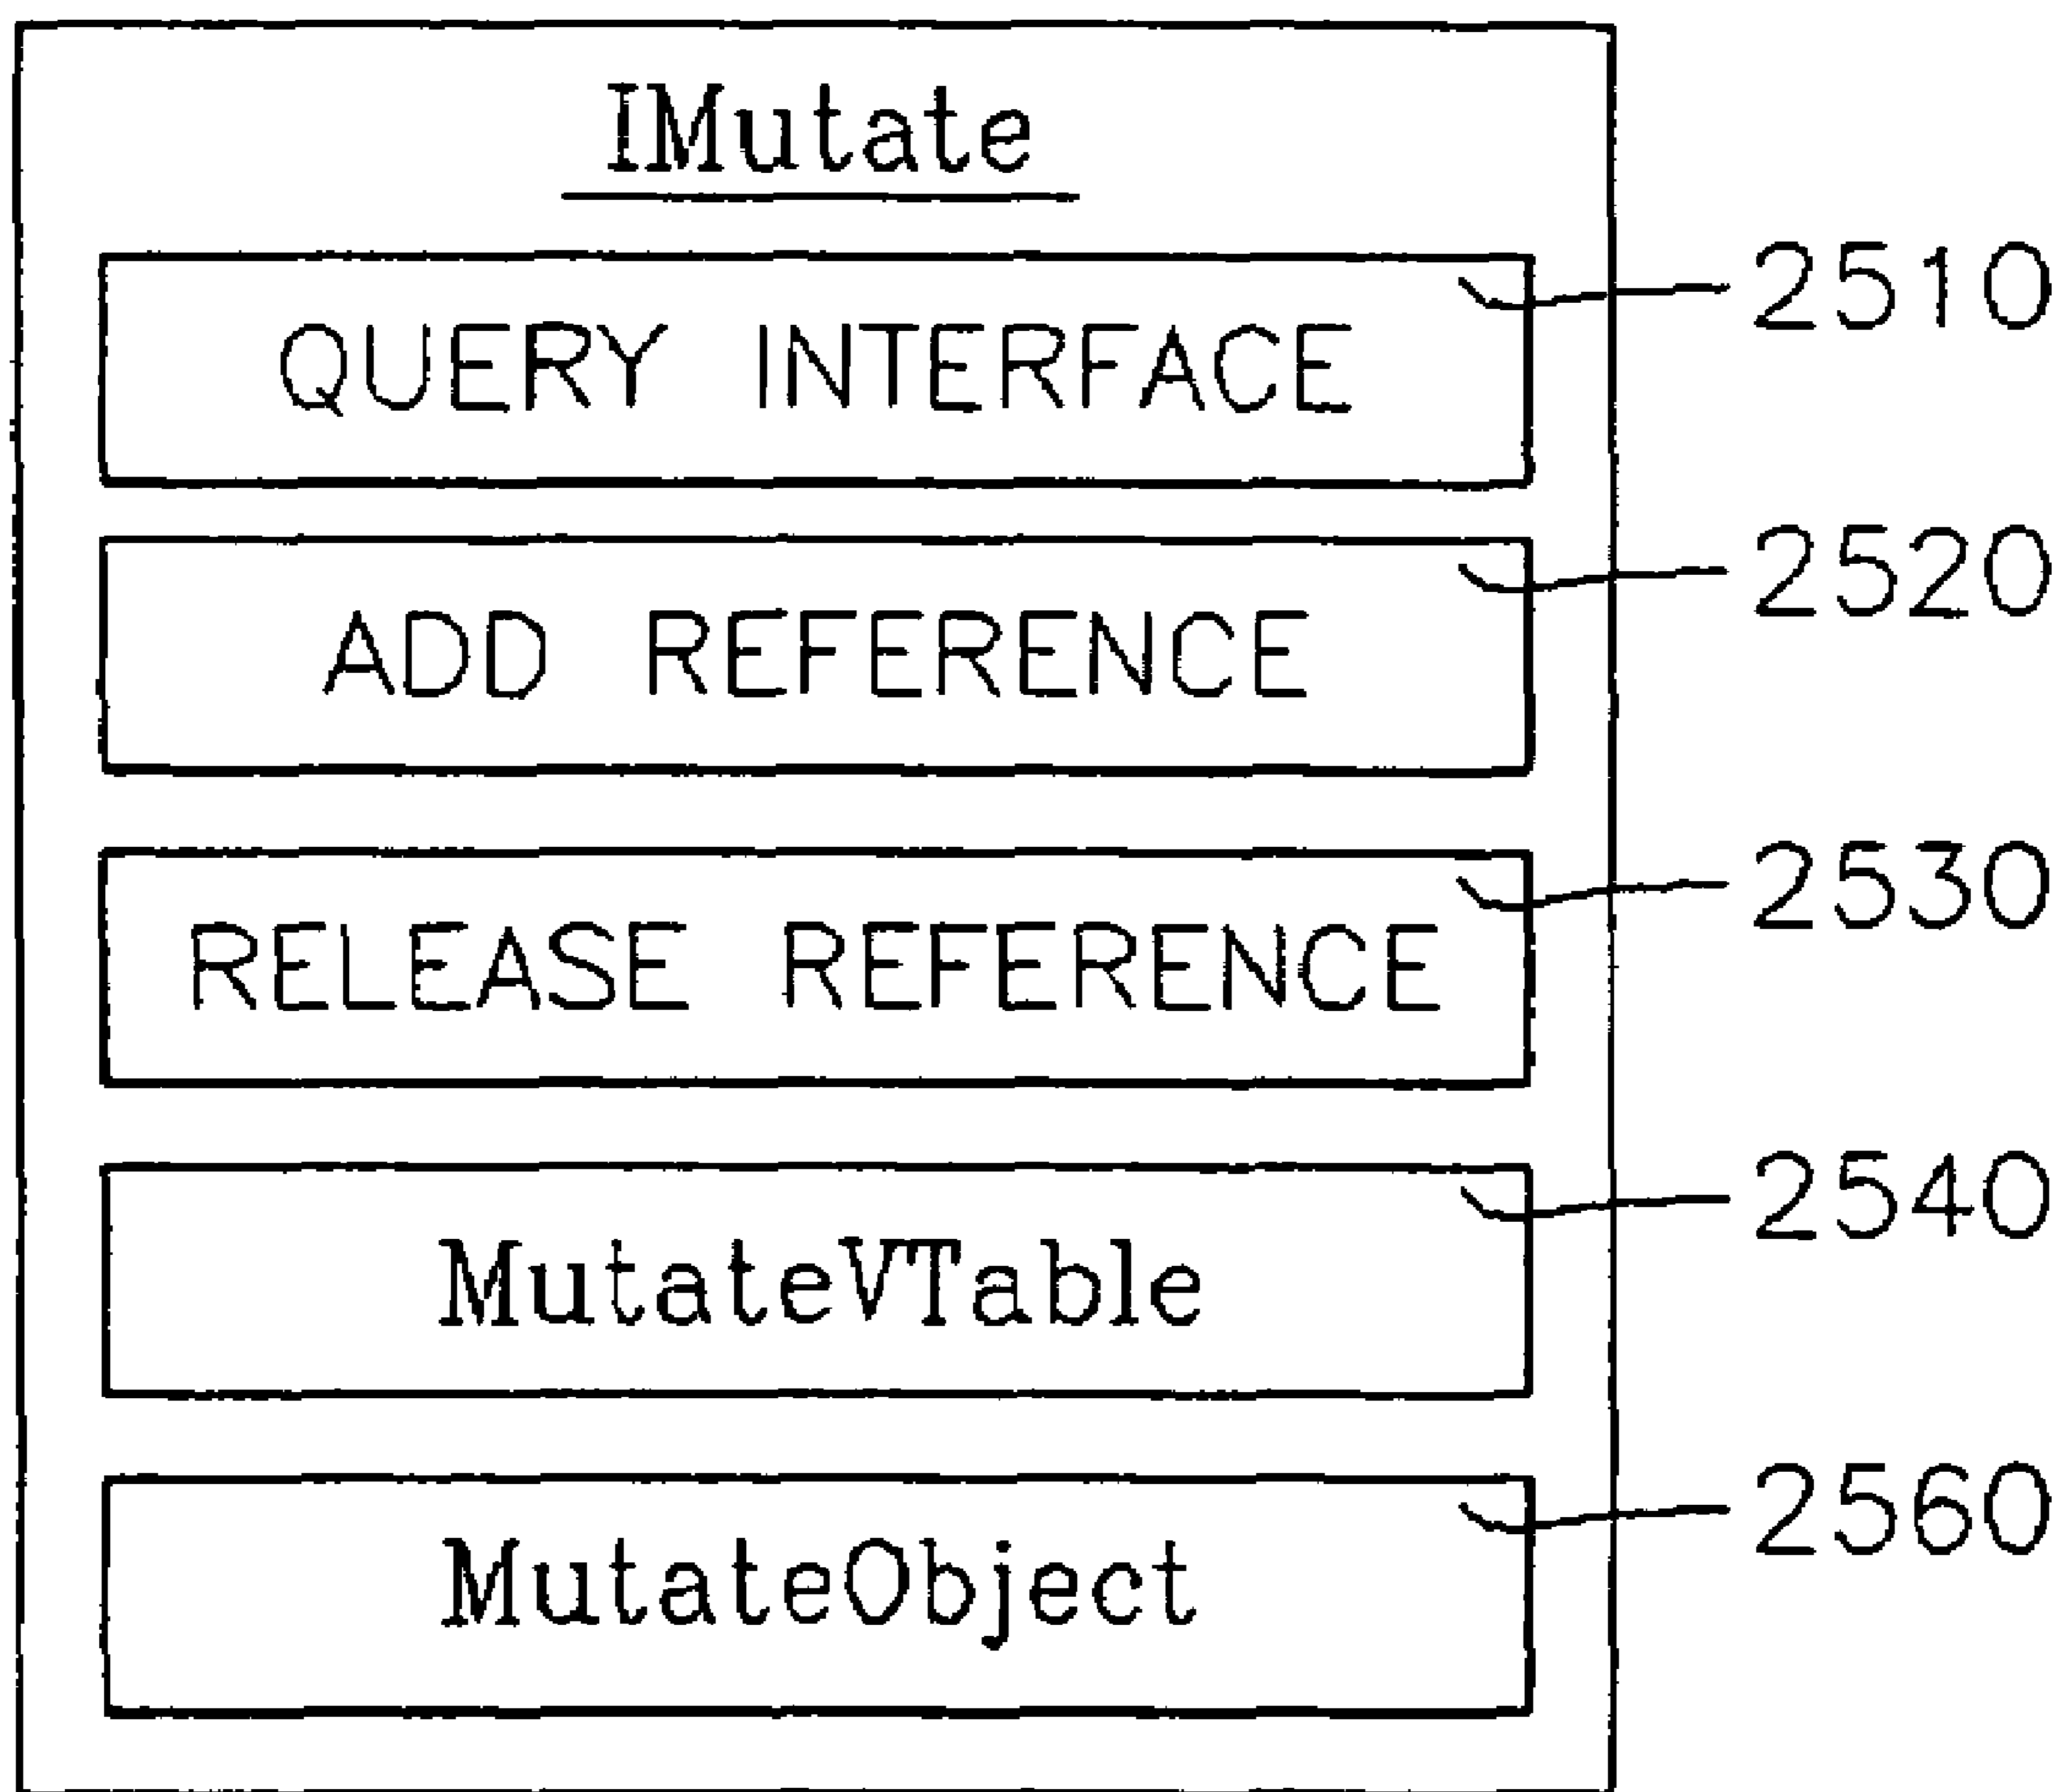 IMutate
QUERY INTERFACE 2510
ADD REFERENCE 2520
RELEASE REFERENCE 2530
MutateVTable 2540
MutateObject 2560